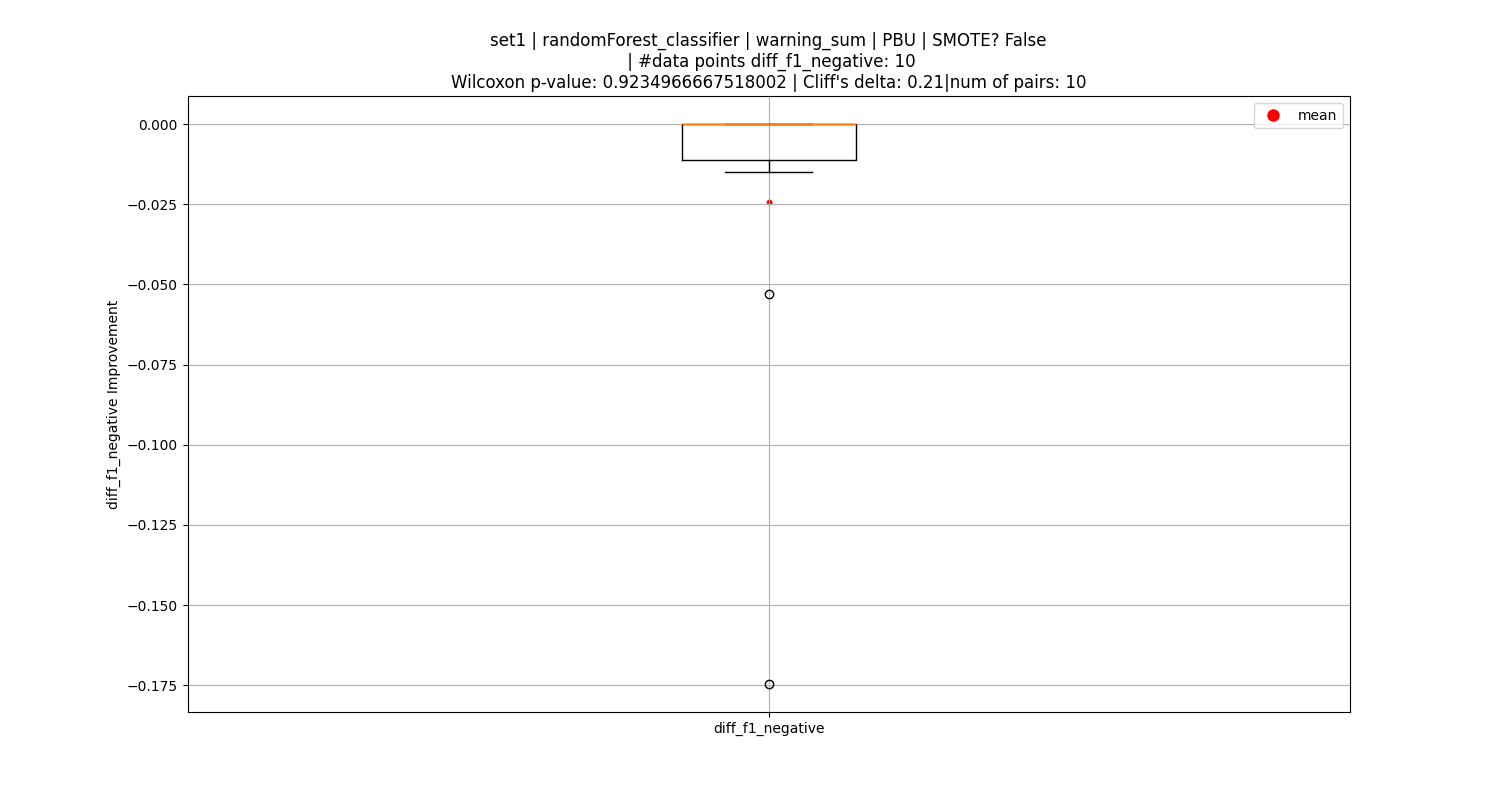 set1 | randomForest_classifier | warning_sum | PBU | SMOTE? False
| #data points diff_f1_negative: 10
Wilcoxon p-value: 0.9234966667518002 | Cliff's delta: 0.21|num of pairs: 10
mean
0.000
−0.025
−0.050
−0.075
−0.100
−0.125
−0.150
−0.175
diff_f1_negative Improvement
diff_f1_negative